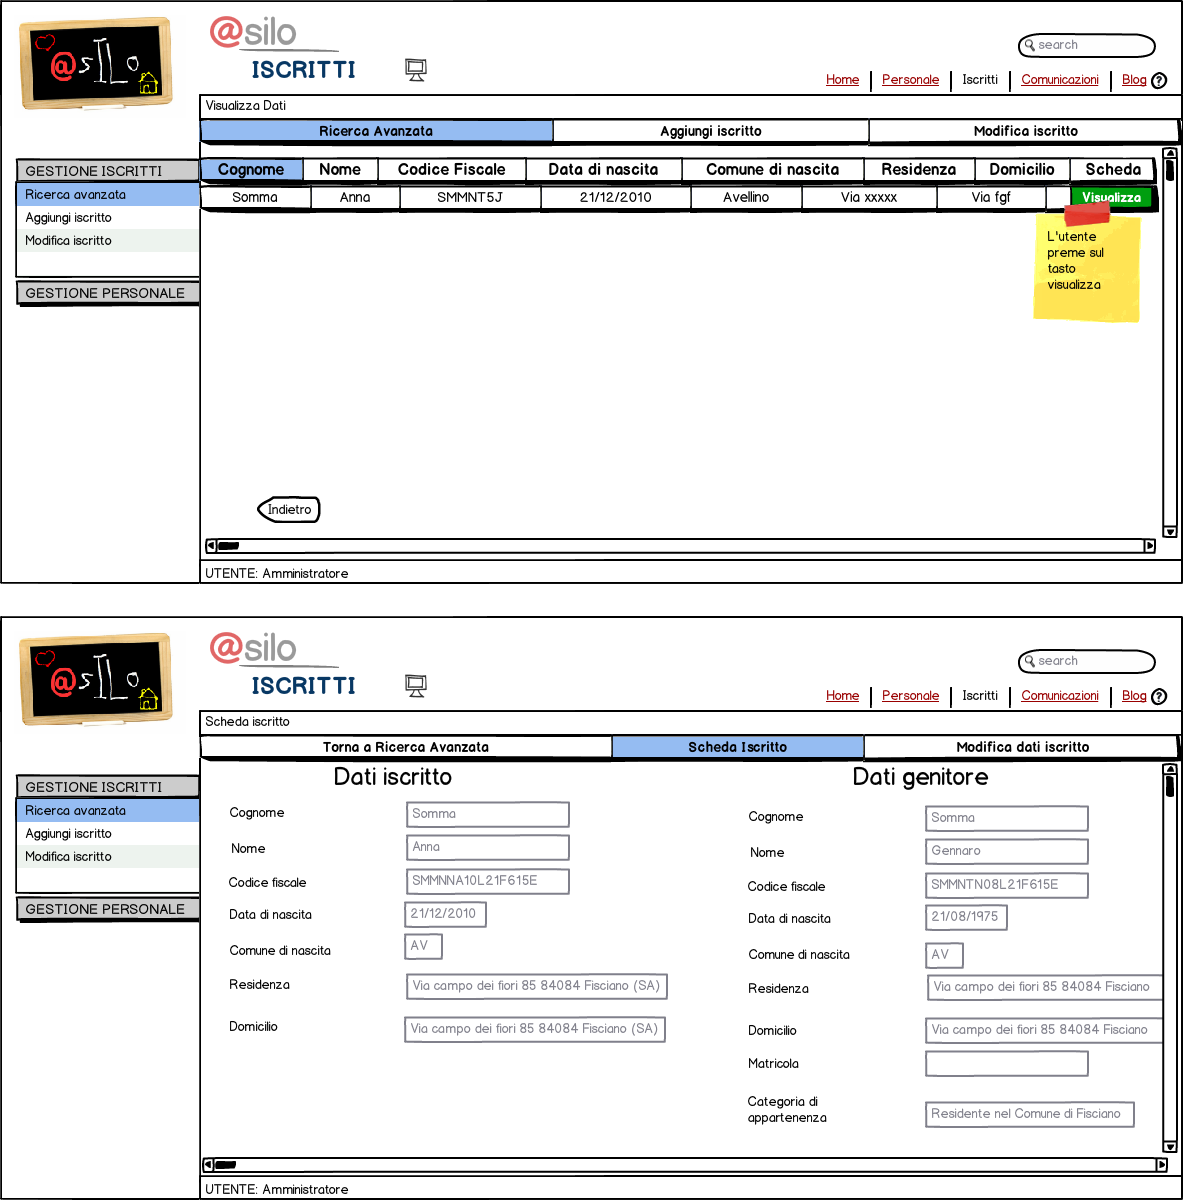 @sILo
@silo
ISCRITTI
search
Home Personale Iscritti Comunicazioni Blog ?
Visualizza Dati
Ricerca Avanzata Aggiungi iscritto Modifica iscritto
GESTIONE ISCRITTI
Ricerca avanzata
Aggiungi iscritto
Modifica iscritto
GESTIONE PERSONALE
Cognome Nome Codice Fiscale Data di nascita Comune di nascita Residenza Domicilio Scheda
Somma Anna SMMNT5J 21/12/2010 Avellino Via xxxxx Via fgf Visualizza
L'utente
preme sul
tasto
visualizza
Indietro
UTENTE: Amministratore
@sILo
@silo
ISCRITTI
search
Home Personale Iscritti Comunicazioni Blog ?
Scheda iscritto
Torna a Ricerca Avanzata Scheda Iscritto Modifica dati iscritto
GESTIONE ISCRITTI
Ricerca avanzata
Aggiungi iscritto
Modifica iscritto
GESTIONE PERSONALE
Dati iscritto
Cognome Somma
Nome Anna
Codice fiscale SMMNNA10L21F615E
Data di nascita 21/12/2010
Comune di nascita AV
Residenza Via campo dei fiori 85 84084 Fisciano (SA)
Domicilio Via campo dei fiori 85 84084 Fisciano (SA)
Dati genitore
Cognome Somma
Nome Gennaro
Codice fiscale SMMNTN08L21F615E
Data di nascita 21/08/1975
Comune di nascita AV
Residenza Via campo dei fiori 85 84084 Fisciano
Domicilio Via campo dei fiori 85 84084 Fisciano
Matricola
Categoria di
appartenenza Residente nel Comune di Fisciano
UTENTE: Amministratore